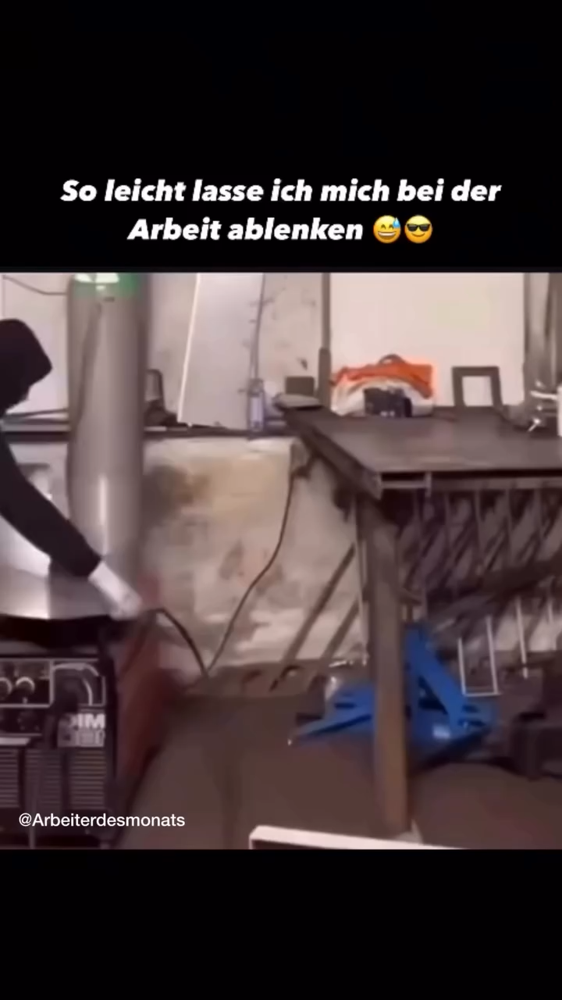 So leicht lasse ich mich bei der
Arbeit ablenken 😅😎
@Arbeiterdesmonats